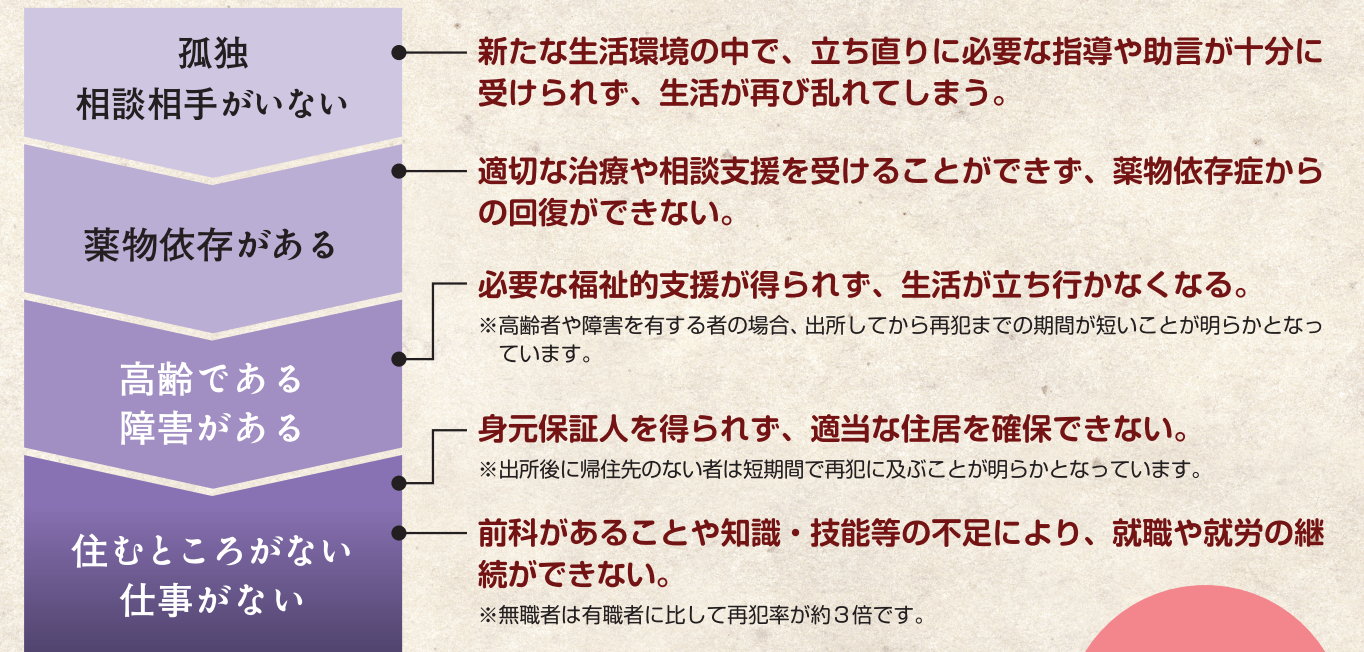 孤独
相談相手がいない
新たな生活環境の中で、立ち直りに必要な指導や助言が十分に
受けられず、生活が再び乱れてしまう。
薬物依存がある
適切な治療や相談支援を受けることができず、薬物依存症から
の回復ができない。
高齢である
障害がある
必要な福祉的支援が得られず、生活が立ち行かなくなる。
※高齢者や障害を有する者の場合、出所してから再犯までの期間が短いことが明らかとなっ
ています。
住むところがない
仕事がない
身元保証人を得られず、適当な住居を確保できない。
※出所後に帰住先のない者は短期間で再犯に及ぶことが明らかとなっています。
前科があることや知識・技能等の不足により、就職や就労の継
続ができない。
※無職者は有職者に比して再犯率が約３倍です。